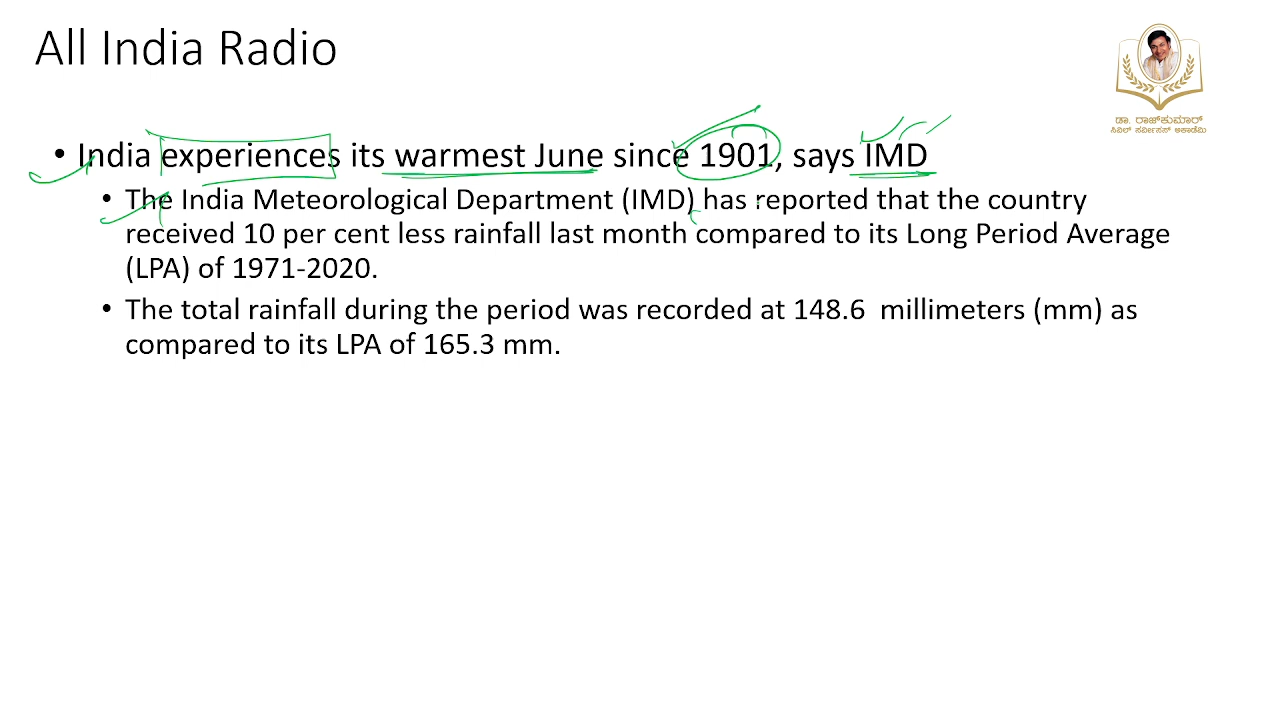 All India Radio
ಡಾ. ರಾಜ್‌ಕುಮಾರ್
ಸಿವಿಲ್ ಸರ್ವೀಸಸ್ ಅಕಾಡೆಮಿ
• India experiences its warmest June since 1901, says IMD
• The India Meteorological Department (IMD) has reported that the country
received 10 per cent less rainfall last month compared to its Long Period Average
(LPA) of 1971-2020.
• The total rainfall during the period was recorded at 148.6 millimeters (mm) as
compared to its LPA of 165.3 mm.